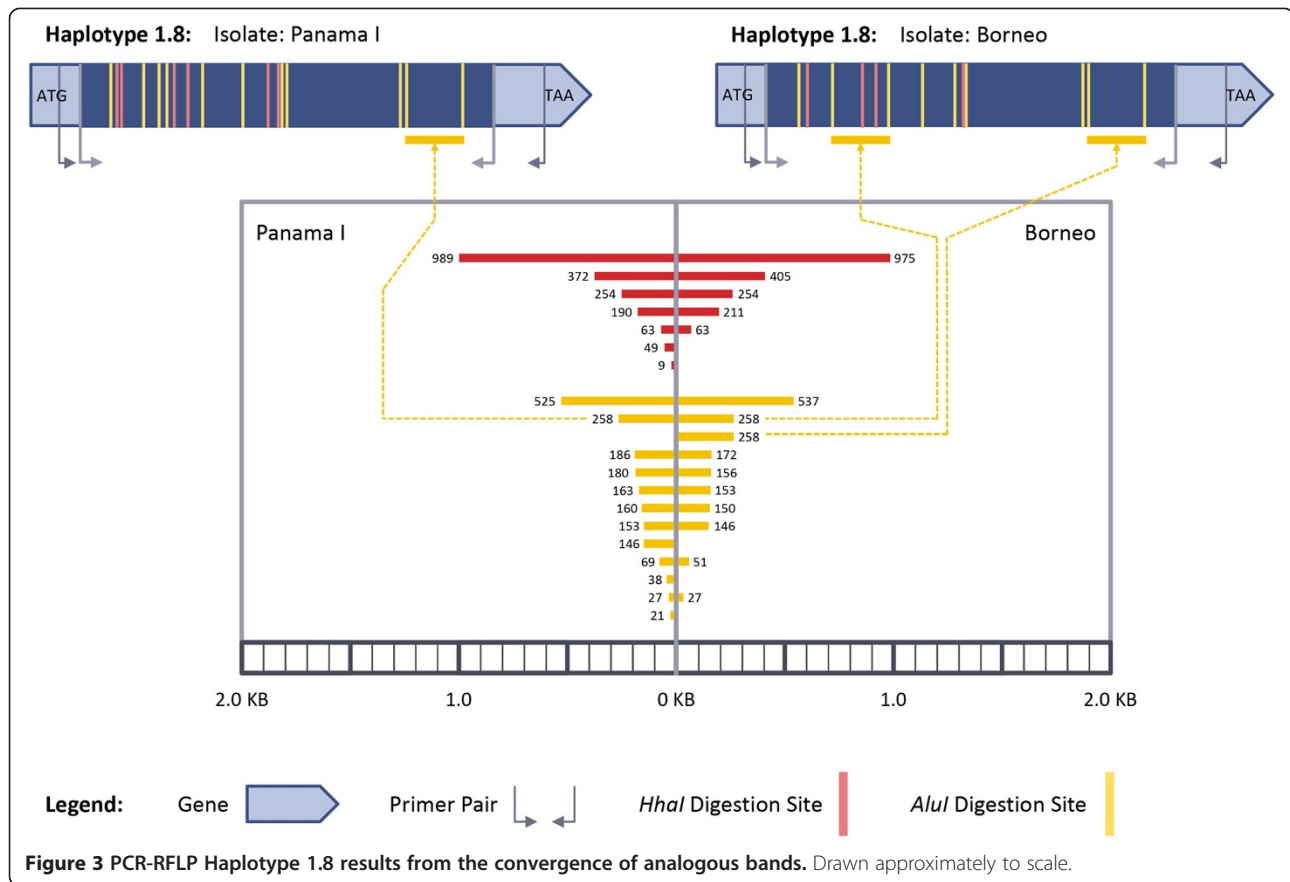 Haplotype 1.8: Isolate: Panama I
Haplotype 1.8: Isolate: Borneo
ATG TAA
ATG TAA
Panama I Borneo
989 975
372 405
254 254
190 211
63 63
49
9
525 537
258 258
258
186 172
180 156
163 153
160 150
153 146
146
69 51
38
27 27
21
2.0 KB 1.0 0 KB 1.0 2.0 KB
Legend: Gene Primer Pair HhaI Digestion Site AluI Digestion Site
Figure 3 PCR-RFLP Haplotype 1.8 results from the convergence of analogous bands. Drawn approximately to scale.